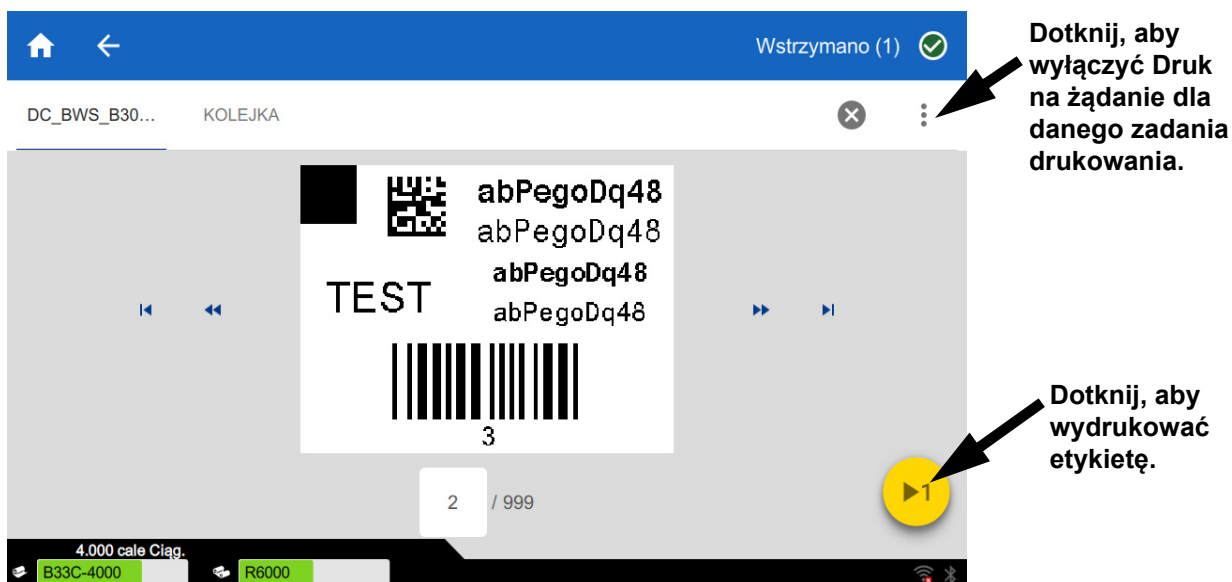 Wstrzymano (1)
DC_BWS_B30...
KOLEJKA
abPegoDq48
abPegoDq48
TEST
abPegoDq48
abPegoDq48
3
2 / 999
1
4.000 cale Ciąg.
B33C-4000
R6000
Dotknij, aby
wyłączyć Druk
na żądanie dla
danego zadania
drukowania.
Dotknij, aby
wydrukować
etykietę.